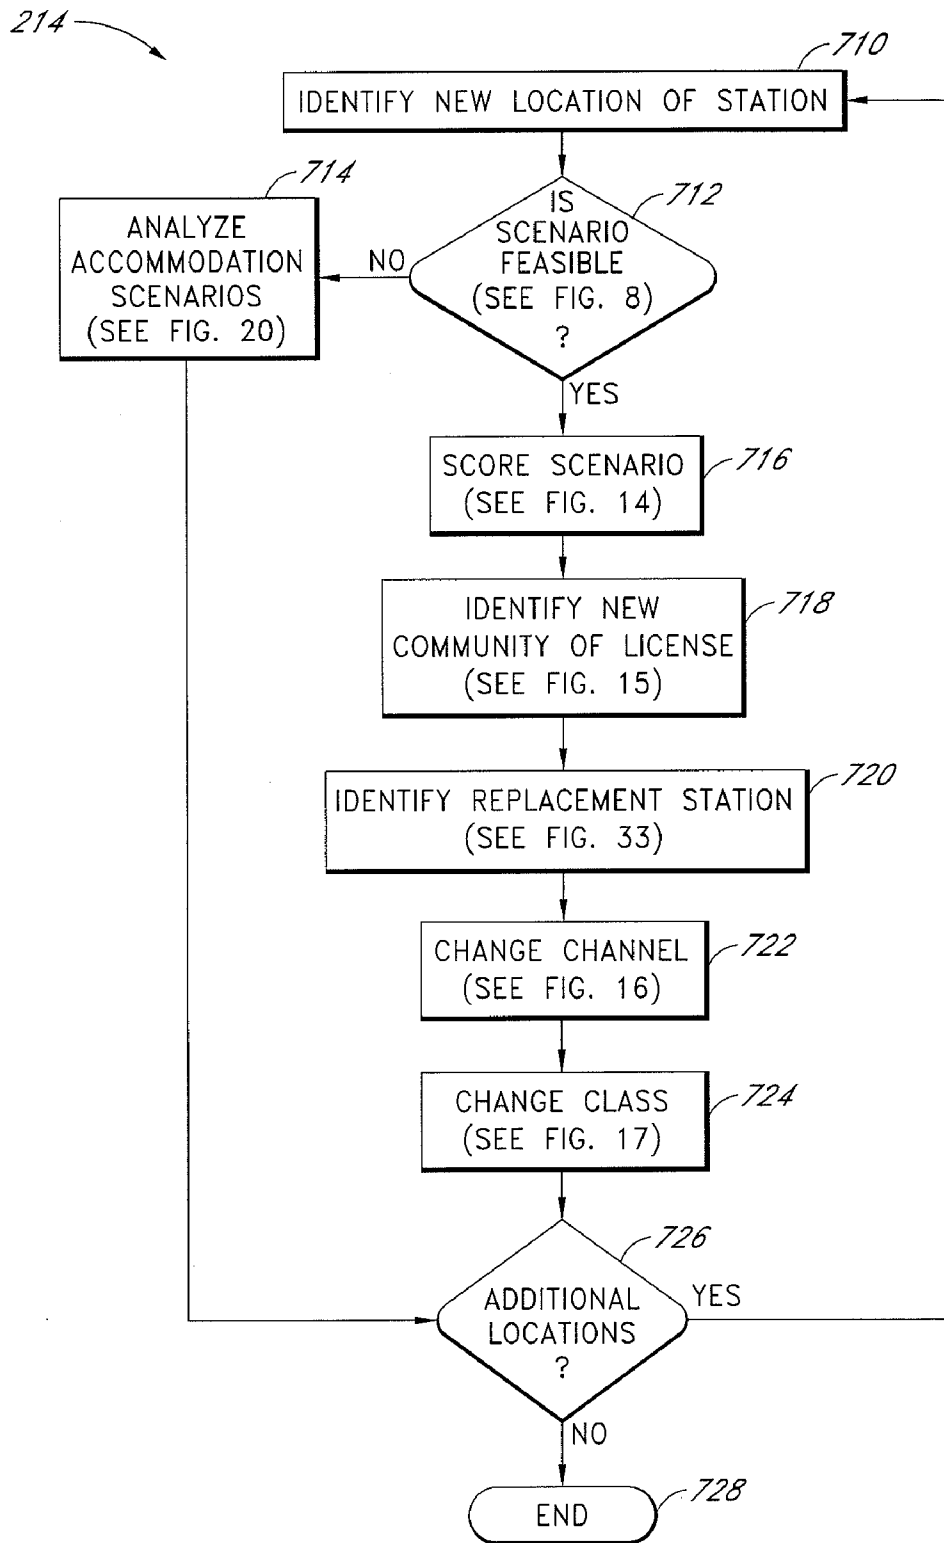 214
710
IDENTIFY NEW LOCATION OF STATION
714
ANALYZE
ACCOMMODATION
SCENARIOS
(SEE FIG. 20)
NO
712
IS
SCENARIO
FEASIBLE
(SEE FIG. 8)
?
YES
716
SCORE SCENARIO
(SEE FIG. 14)
718
IDENTIFY NEW
COMMUNITY OF LICENSE
(SEE FIG. 15)
720
IDENTIFY REPLACEMENT STATION
(SEE FIG. 33)
722
CHANGE CHANNEL
(SEE FIG. 16)
724
CHANGE CLASS
(SEE FIG. 17)
726
ADDITIONAL
LOCATIONS
?
YES
NO
END
728